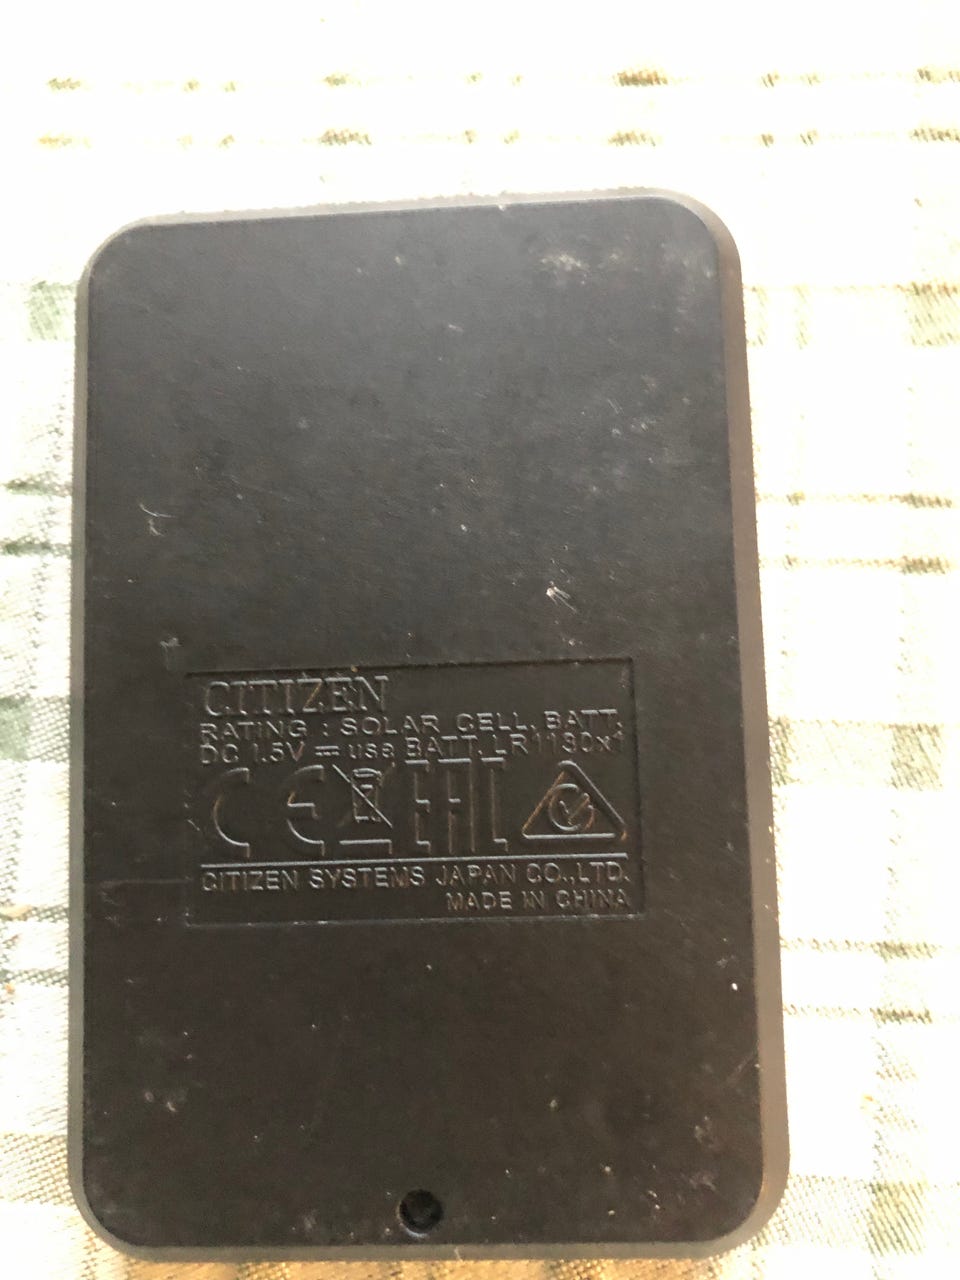 CITIZEN
RATING : SOLAR CELL. BATT.
DC 1.5V ⎓ use BATT. LR1130x1
CE EAC
CITIZEN SYSTEMS JAPAN CO.,LTD.
MADE IN CHINA